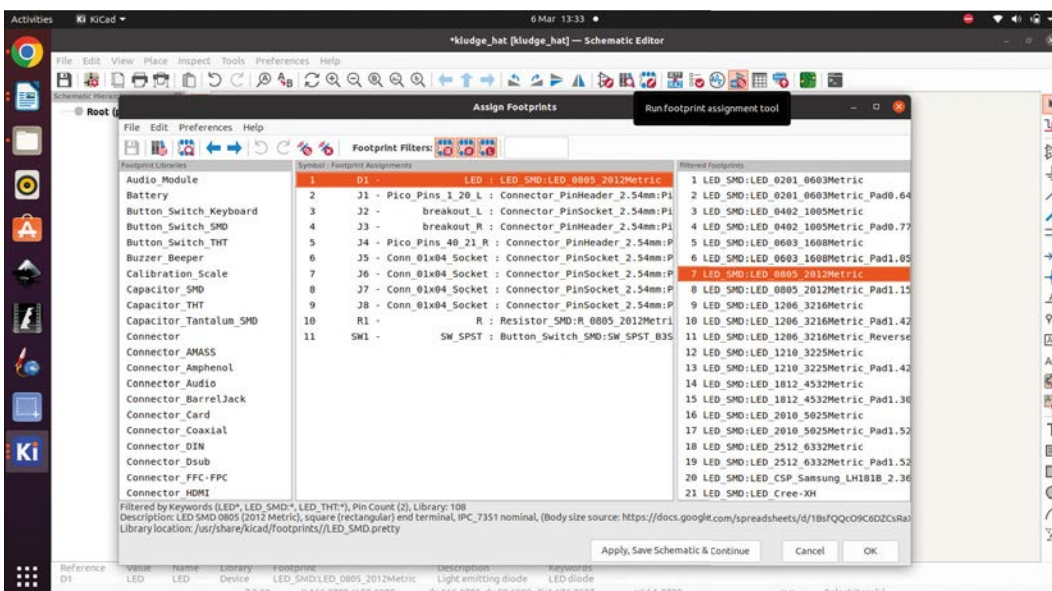 Activities KiCad 6 Mar 13:33
*kludge_hat [kludge_hat] — Schematic Editor
File Edit View Place Inspect Tools Preferences Help
Root
Assign Footprints
Run footprint assignment tool
File Edit Preferences Help
Footprint Filters:
Footprint Libraries
Symbol : Footprint Assignments
Filtered Footprints
Audio_Module
Battery
Button_Switch_Keyboard
Button_Switch_SMD
Button_Switch_THT
Buzzer_Beeper
Calibration_Scale
Capacitor_SMD
Capacitor_THT
Capacitor_Tantalum_SMD
Connector
Connector_AMASS
Connector_Amphenol
Connector_Audio
Connector_BarrelJack
Connector_Card
Connector_Coaxial
Connector_DIN
Connector_Dsub
Connector_FFC-FPC
Connector_HDMI
1 D1 - LED : LED_SMD:LED_0805_2012Metric
2 J1 - Pico_Pins_1_20_L : Connector_PinHeader_2.54mm:Pi
3 J2 - breakout_L : Connector_PinSocket_2.54mm:Pi
4 J3 - breakout_R : Connector_PinSocket_2.54mm:Pi
5 J4 - Pico_Pins_40_21_R : Connector_PinHeader_2.54mm:P
6 J5 - Conn_01x04_Socket : Connector_PinSocket_2.54mm:P
7 J6 - Conn_01x04_Socket : Connector_PinSocket_2.54mm:P
8 J7 - Conn_01x04_Socket : Connector_PinSocket_2.54mm:P
9 J8 - Conn_01x04_Socket : Connector_PinSocket_2.54mm:P
10 R1 - R : Resistor_SMD:R_0805_2012Metri
11 SW1 - SW_SPST : Button_Switch_SMD:SW_SPST_B3S
1 LED_SMD:LED_0201_0603Metric
2 LED_SMD:LED_0201_0603Metric_Pad0.64
3 LED_SMD:LED_0402_1005Metric
4 LED_SMD:LED_0402_1005Metric_Pad0.77
5 LED_SMD:LED_0603_1608Metric
6 LED_SMD:LED_0603_1608Metric_Pad1.05
7 LED_SMD:LED_0805_2012Metric
8 LED_SMD:LED_0805_2012Metric_Pad1.15
9 LED_SMD:LED_1206_3216Metric
10 LED_SMD:LED_1206_3216Metric_Pad1.42
11 LED_SMD:LED_1206_3216Metric_Reverse
12 LED_SMD:LED_1210_3225Metric
13 LED_SMD:LED_1210_3225Metric_Pad1.42
14 LED_SMD:LED_1812_4532Metric
15 LED_SMD:LED_1812_4532Metric_Pad1.30
16 LED_SMD:LED_2010_5025Metric
17 LED_SMD:LED_2010_5025Metric_Pad1.52
18 LED_SMD:LED_2512_6332Metric
19 LED_SMD:LED_2512_6332Metric_Pad1.52
20 LED_SMD:LED_CSP_Samsung_LH181B_2.36
21 LED_SMD:LED_Cree-XH
Filtered by Keywords (LED*, LED_SMD:*, LED_THT:*), Pin Count (2), Library: 108
Description: LED SMD 0805 (2012 Metric), square (rectangular) end terminal, IPC_7351 nominal, (Body size source: https://docs.google.com/spreadsheets/d/
Library location: /usr/share/kicad/footprints//LED_SMD.pretty
Apply, Save Schematic & Continue Cancel OK
Reference Value Name Library Footprint Description Keywords
D1 LED LED Device LED_SMD:LED_0805_2012Metric Light emitting diode LED diode